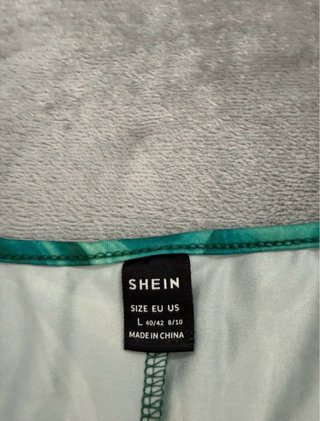 SHEIN
SIZE EU US
L 40/42 8/10
MADE IN CHINA